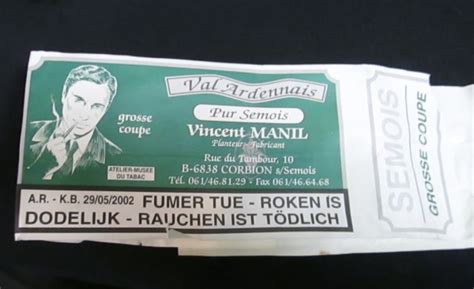 Val Ardennais
Pur Semois
grosse
coupe
Vincent MANIL
Planteur-Fabricant
Rue du Tambour, 10
B-6838 CORBION s/Semois
Tél. 061/46.81.29 - Fax 061/46.64.68
ATELIER-MUSEE
DU TABAC
A.R. - K.B. 29/05/2002 FUMER TUE - ROKEN IS
DODELIJK - RAUCHEN IST TÖDLICH
SEMOIS
GROSSE COUPE